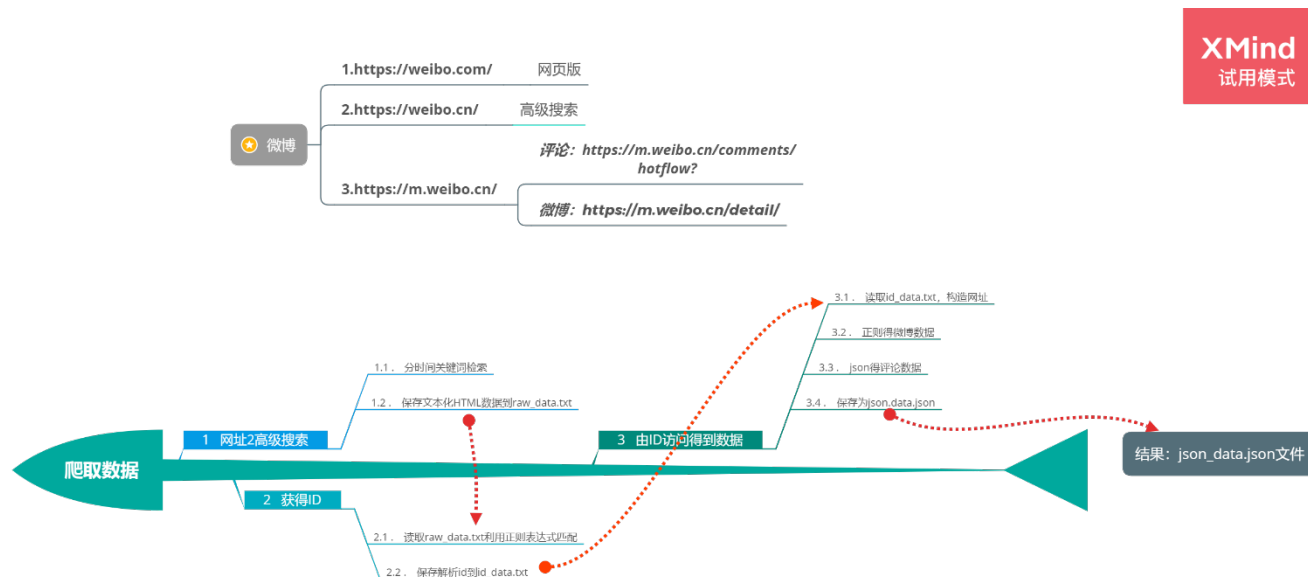 XMind
试用模式
1.https://weibo.com/ 网页版
2.https://weibo.cn/ 高级搜索
微博
评论：https://m.weibo.cn/comments/
hotflow?
3.https://m.weibo.cn/
微博：https://m.weibo.cn/detail/
3.1． 读取id_data.txt，构造网址
3.2． 正则得微博数据
3.3． json得评论数据
3.4． 保存为json.data.json
1.1． 分时间关键词检索
1.2． 保存文本化HTML数据到raw_data.txt
1 网址2高级搜索
3 由ID访问得到数据
结果：json_data.json文件
爬取数据
2 获得ID
2.1． 读取raw_data.txt利用正则表达式匹配
2.2． 保存解析id到id_data.txt